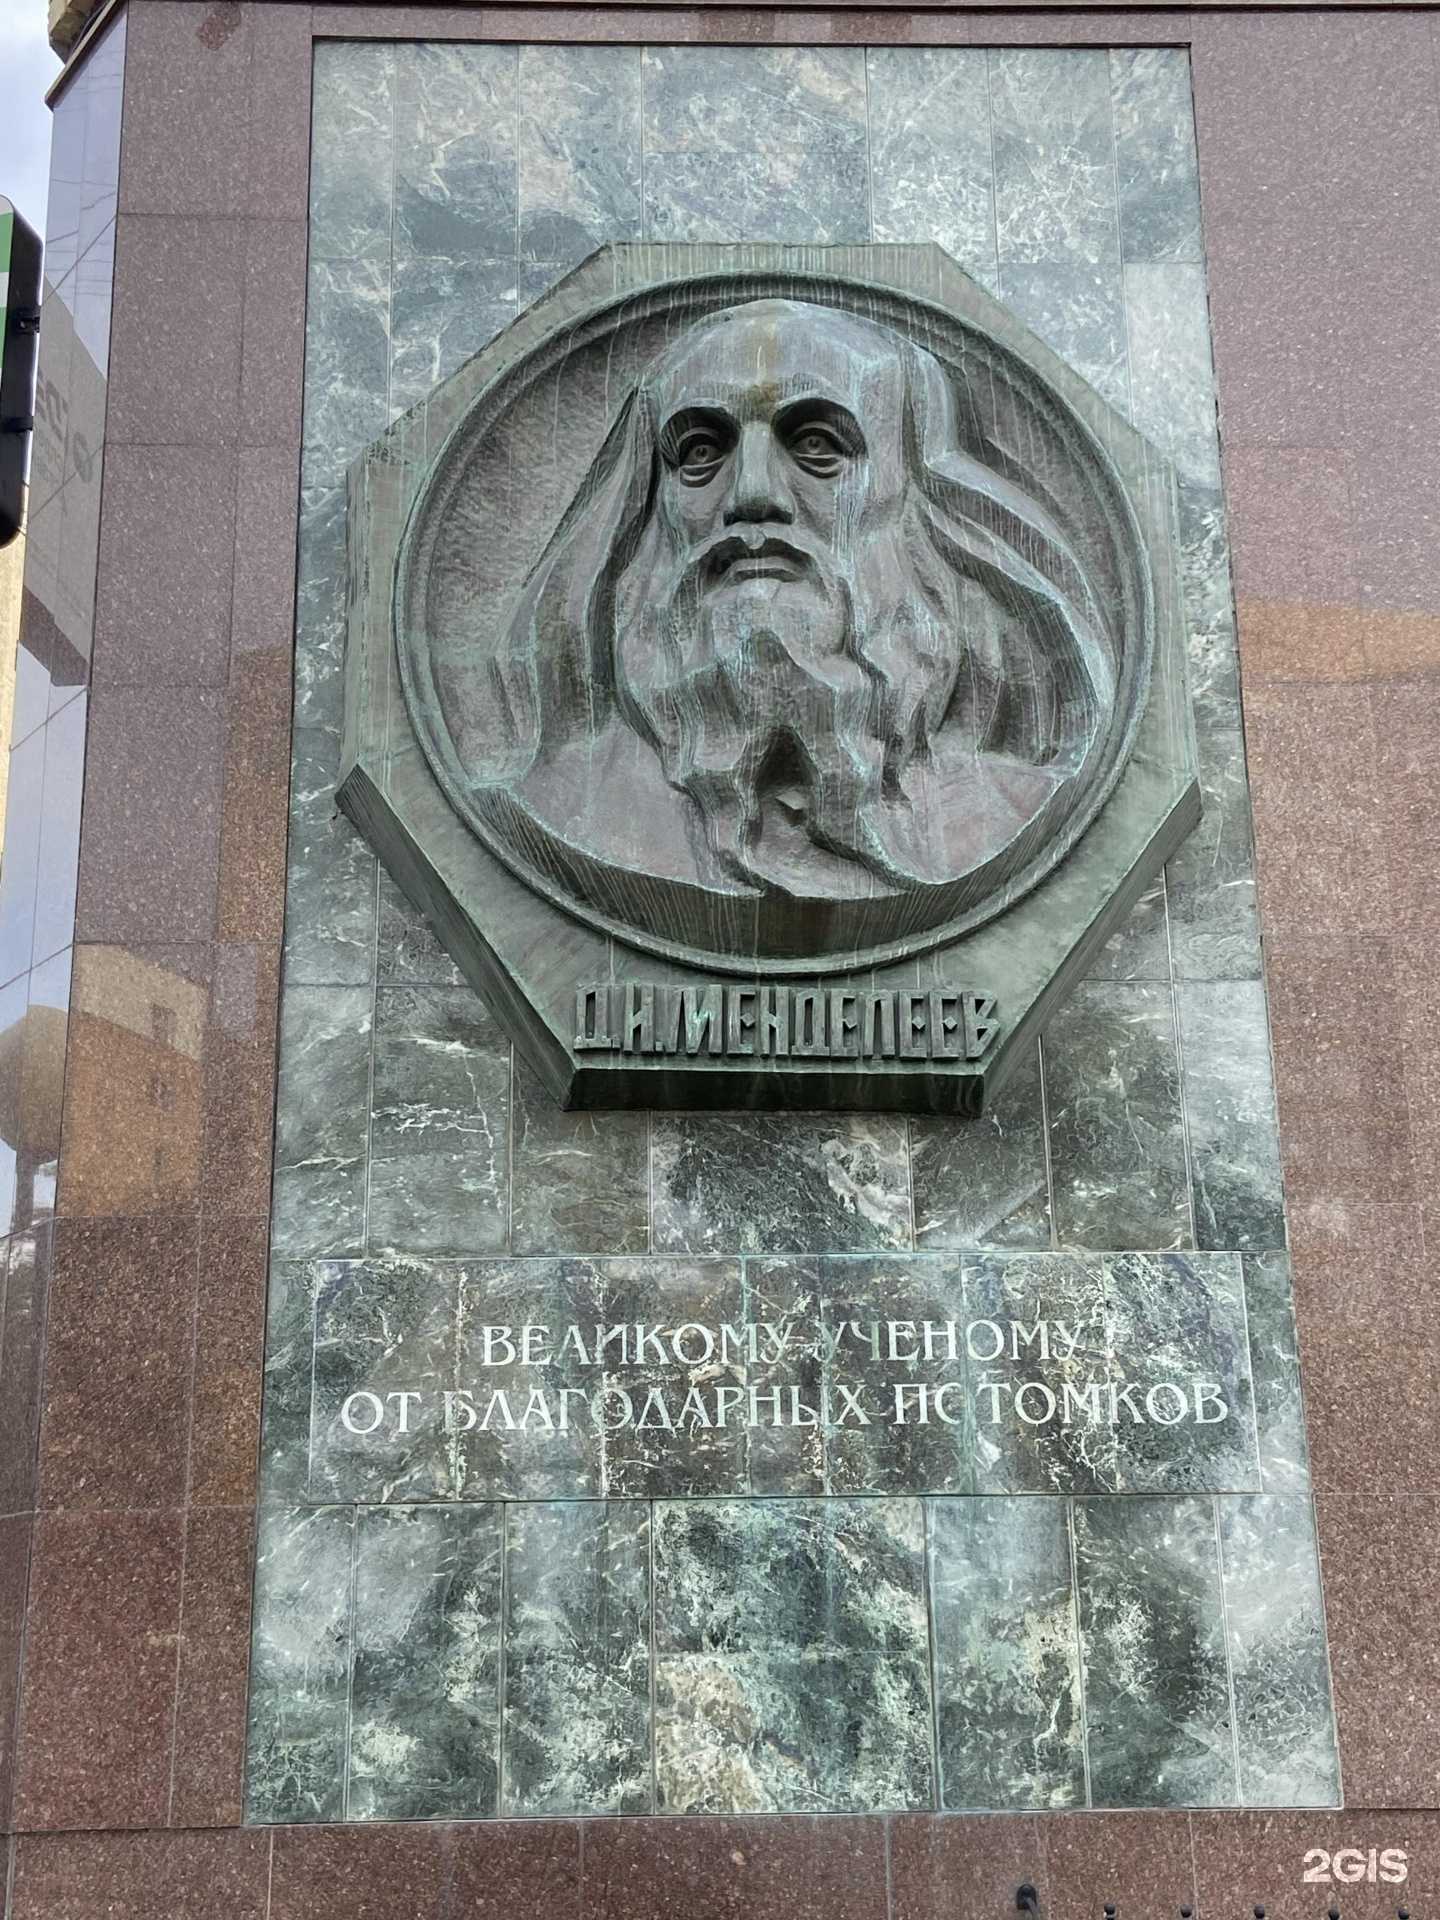 Д.И.МЕНДЕЛЕЕВ
ВЕЛИКОМУ УЧЕНОМУ
ОТ БЛАГОДАРНЫХ ПОТОМКОВ
2GIS